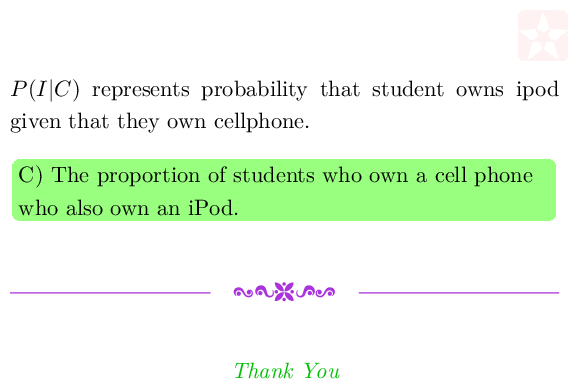 P(I|C) represents probability that student owns ipod
given that they own cellphone.
C) The proportion of students who own a cell phone
who also own an iPod.
Thank You